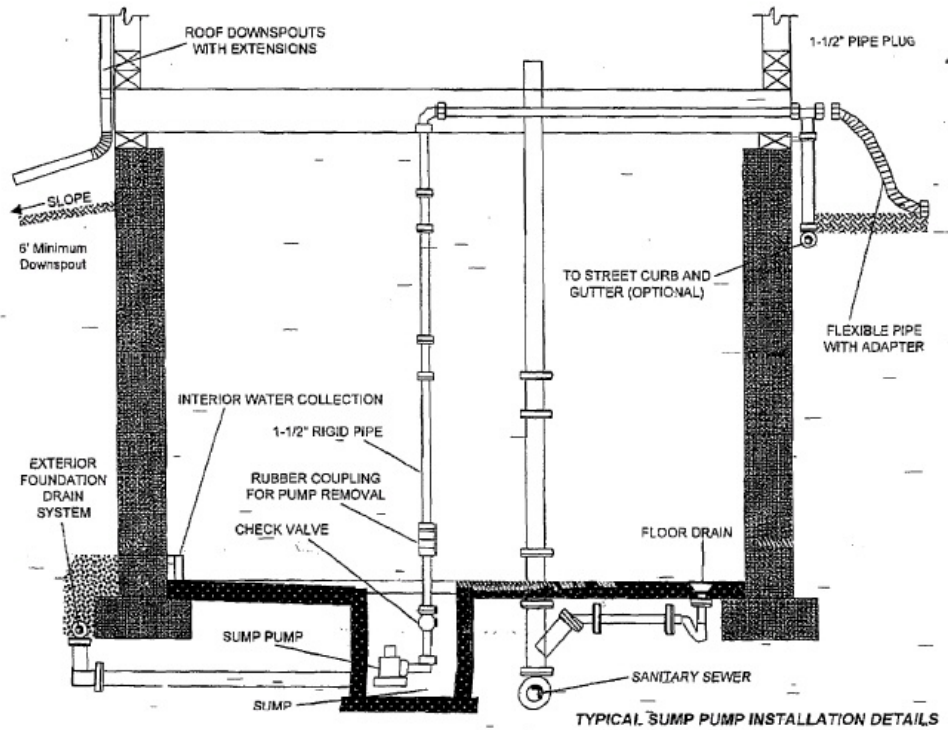 ROOF DOWNSPOUTS
WITH EXTENSIONS
1-1/2" PIPE PLUG
SLOPE
6' Minimum
Downspout
TO STREET CURB AND
GUTTER (OPTIONAL)
FLEXIBLE PIPE
WITH ADAPTER
INTERIOR WATER COLLECTION
1-1/2" RIGID PIPE
EXTERIOR
FOUNDATION
DRAIN
SYSTEM
RUBBER COUPLING
FOR PUMP REMOVAL
CHECK VALVE
FLOOR DRAIN
SUMP PUMP
SUMP
SANITARY SEWER
TYPICAL SUMP PUMP INSTALLATION DETAILS